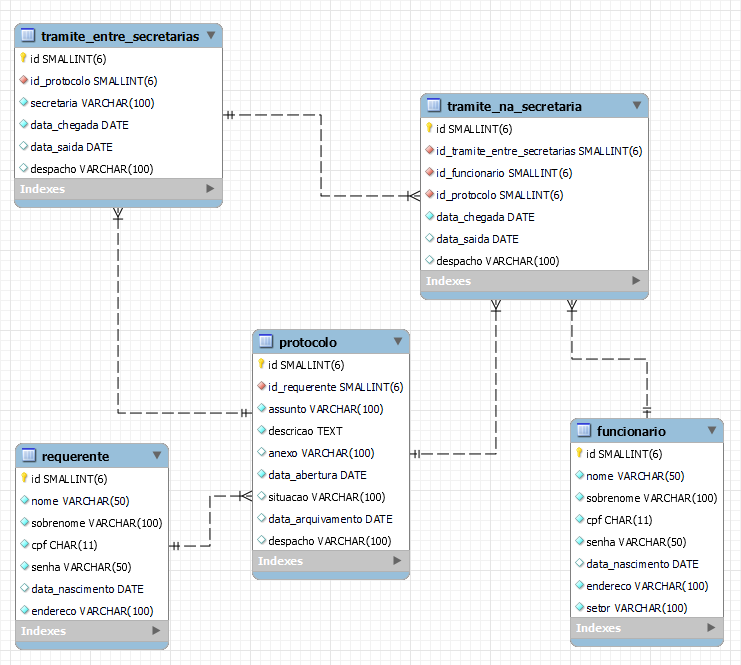 tramite_entre_secretarias
id SMALLINT(6)
id_protocolo SMALLINT(6)
secretaria VARCHAR(100)
data_chegada DATE
data_saida DATE
despacho VARCHAR(100)
Indexes
tramite_na_secretaria
id SMALLINT(6)
id_tramite_entre_secretarias SMALLINT(6)
id_funcionario SMALLINT(6)
id_protocolo SMALLINT(6)
data_chegada DATE
data_saida DATE
despacho VARCHAR(100)
Indexes
protocolo
id SMALLINT(6)
id_requerente SMALLINT(6)
assunto VARCHAR(100)
descricao TEXT
anexo VARCHAR(100)
data_abertura DATE
situacao VARCHAR(100)
data_arquivamento DATE
despacho VARCHAR(100)
Indexes
requerente
id SMALLINT(6)
nome VARCHAR(50)
sobrenome VARCHAR(100)
cpf CHAR(11)
senha VARCHAR(50)
data_nascimento DATE
endereco VARCHAR(100)
Indexes
funcionario
id SMALLINT(6)
nome VARCHAR(50)
sobrenome VARCHAR(100)
cpf CHAR(11)
senha VARCHAR(50)
data_nascimento DATE
endereco VARCHAR(100)
setor VARCHAR(100)
Indexes